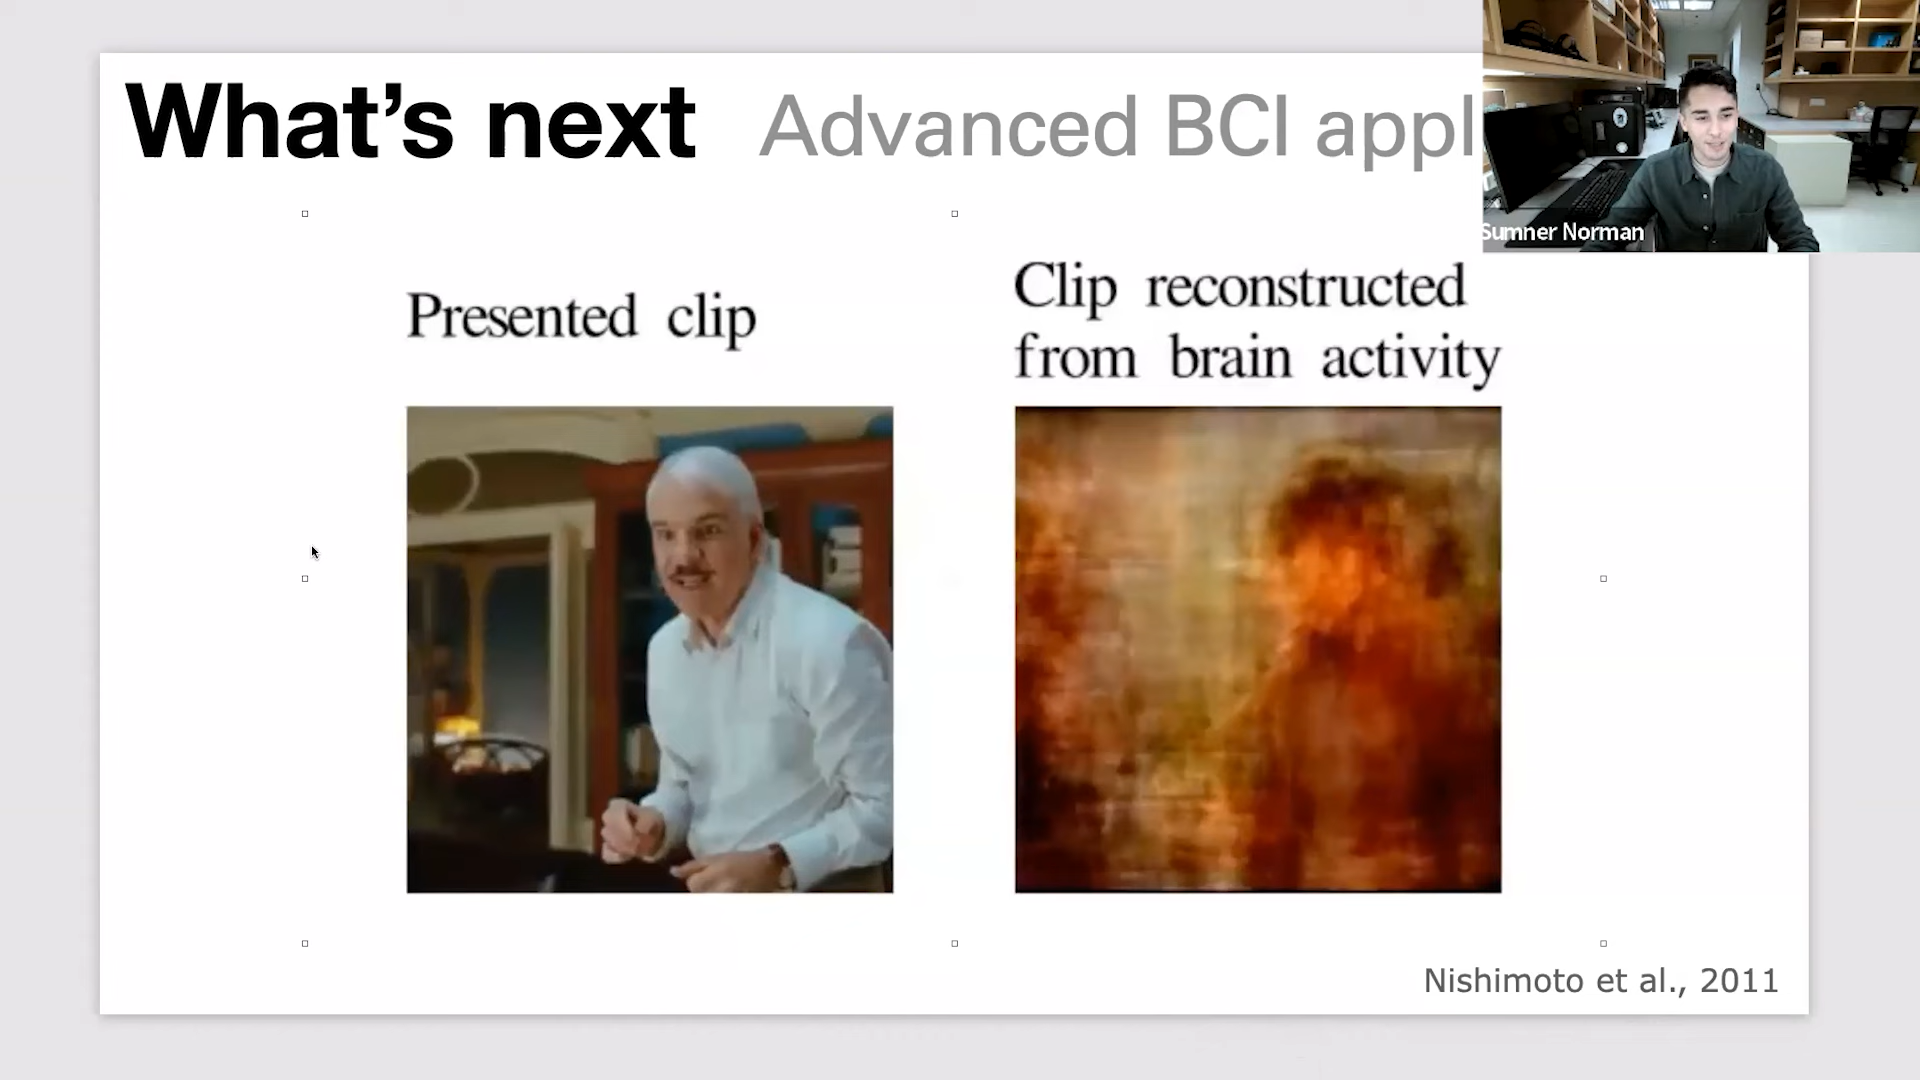 What's next Advanced BCI appl
Sumner Norman
Presented clip
Clip reconstructed
from brain activity
Nishimoto et al., 2011